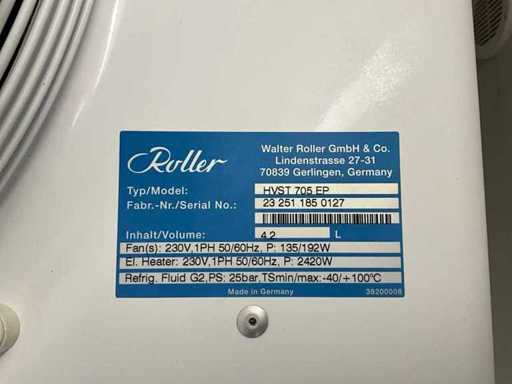 Roller
Walter Roller GmbH & Co.
Lindenstrasse 27-31
70839 Gerlingen, Germany
Typ/Model: HVST 705 EP
Fabr.-Nr./Serial No.: 23 251 185 0127
Inhalt/Volume: 4,2 L
Fan(s): 230V,1PH 50/60Hz, P: 135/192W
El. Heater: 230V,1PH 50/60Hz, P: 2420W
Refrig. Fluid G2,PS: 25bar,TSmin/max:-40/+100°C
Made in Germany 39200008